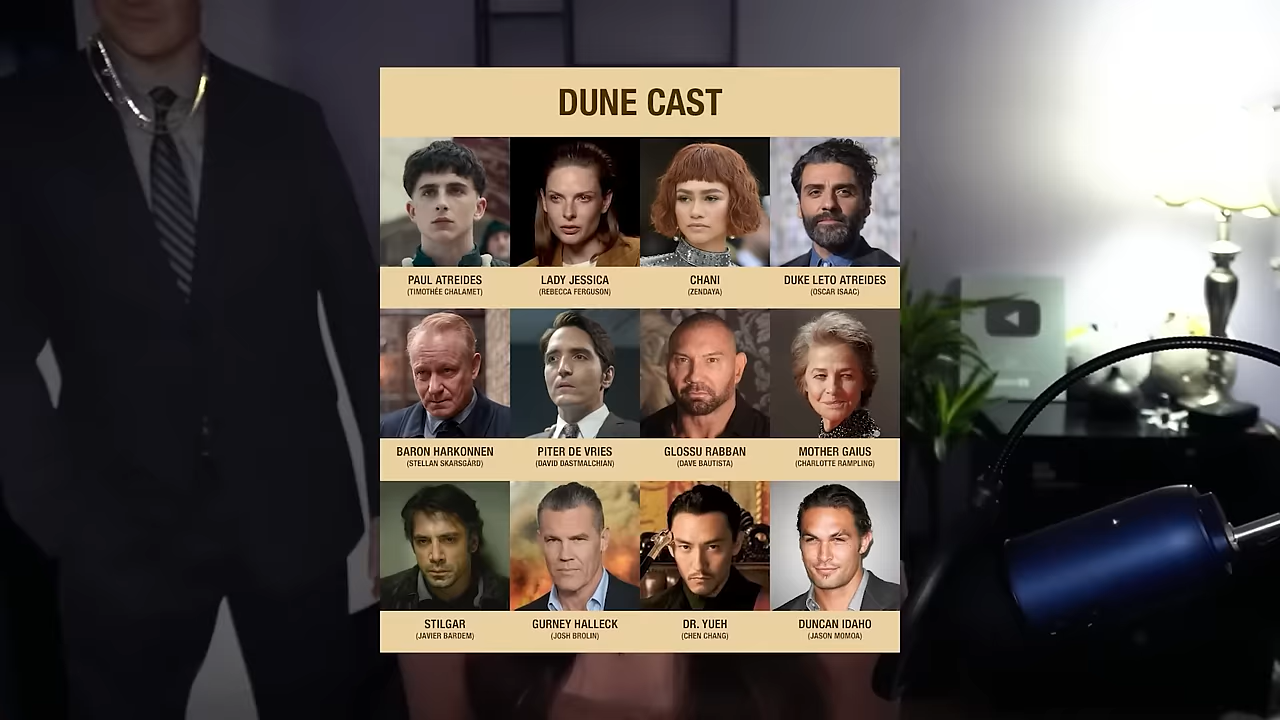 DUNE CAST
PAUL ATREIDES
(TIMOTHÉE CHALAMET)
LADY JESSICA
(REBECCA FERGUSON)
CHANI
(ZENDAYA)
DUKE LETO ATREIDES
(OSCAR ISAAC)
BARON HARKONNEN
(STELLAN SKARSGÅRD)
PITER DE VRIES
(DAVID DASTMALCHIAN)
GLOSSU RABBAN
(DAVE BAUTISTA)
MOTHER GAIUS
(CHARLOTTE RAMPLING)
STILGAR
(JAVIER BARDEM)
GURNEY HALLECK
(JOSH BROLIN)
DR. YUEH
(CHEN CHANG)
DUNCAN IDAHO
(JASON MOMOA)